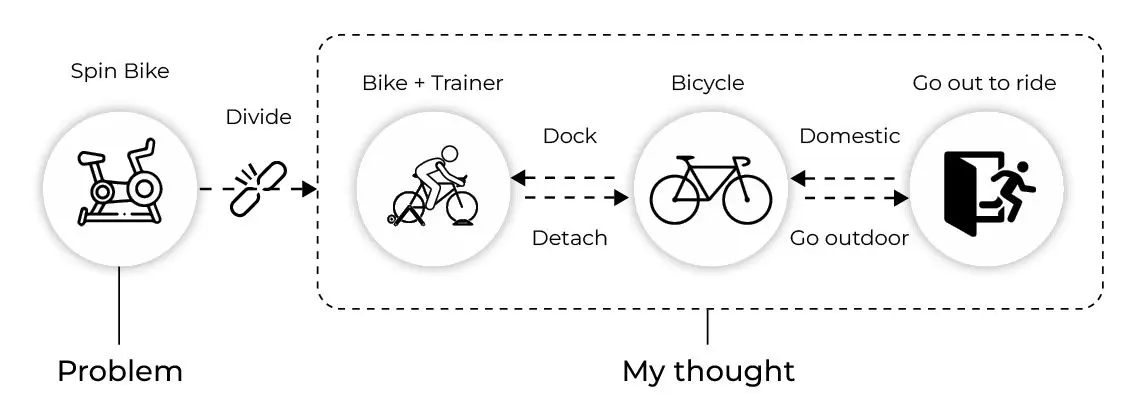 Spin Bike
Divide
Bike + Trainer
Dock
Detach
Bicycle
Domestic
Go outdoor
Go out to ride
Problem
My thought